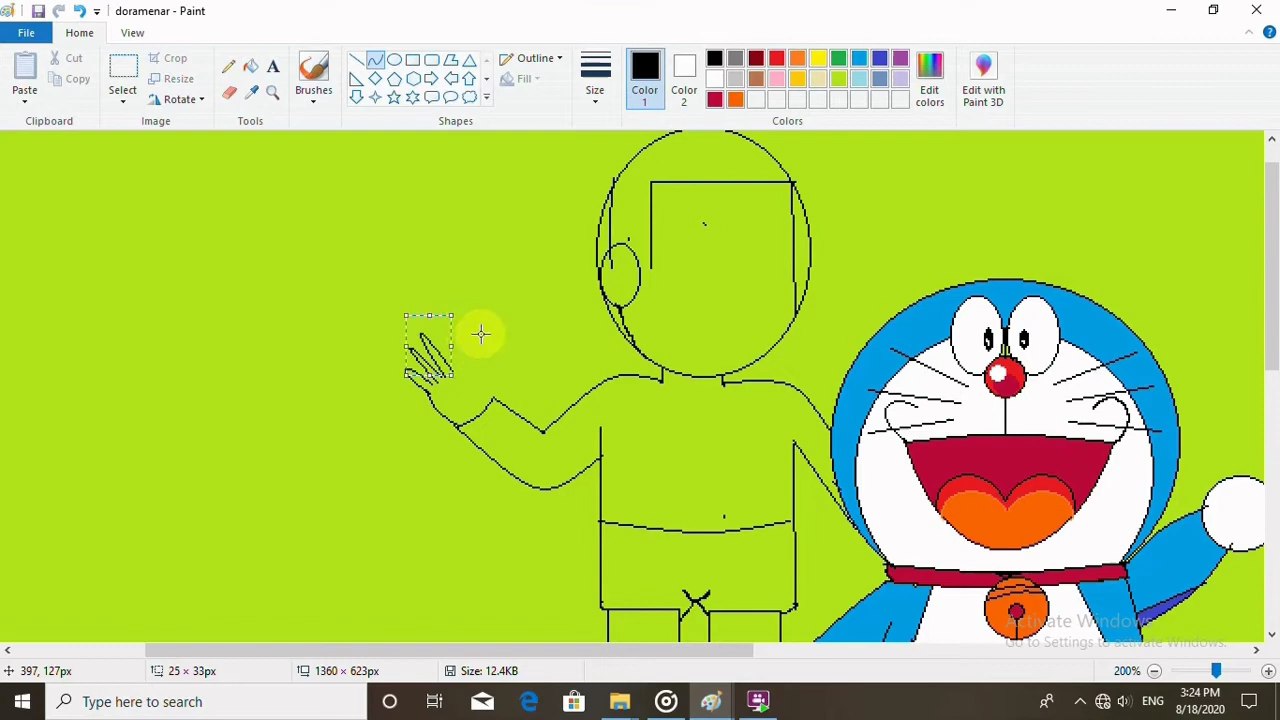 doramenar - Paint
File
Home
View
Paste
Cut
Copy
Clipboard
Select
Crop
Resize
Rotate
Image
A
Tools
Brushes
Outline
Fill
Shapes
Size
Color 1
Color 2
Edit colors
Colors
Edit with Paint 3D
Activate Windows
Go to Settings to activate Windows.
397, 127px
25 × 33px
1360 × 623px
Size: 12.4KB
200%
Type here to search
ENG
3:24 PM
8/18/2020